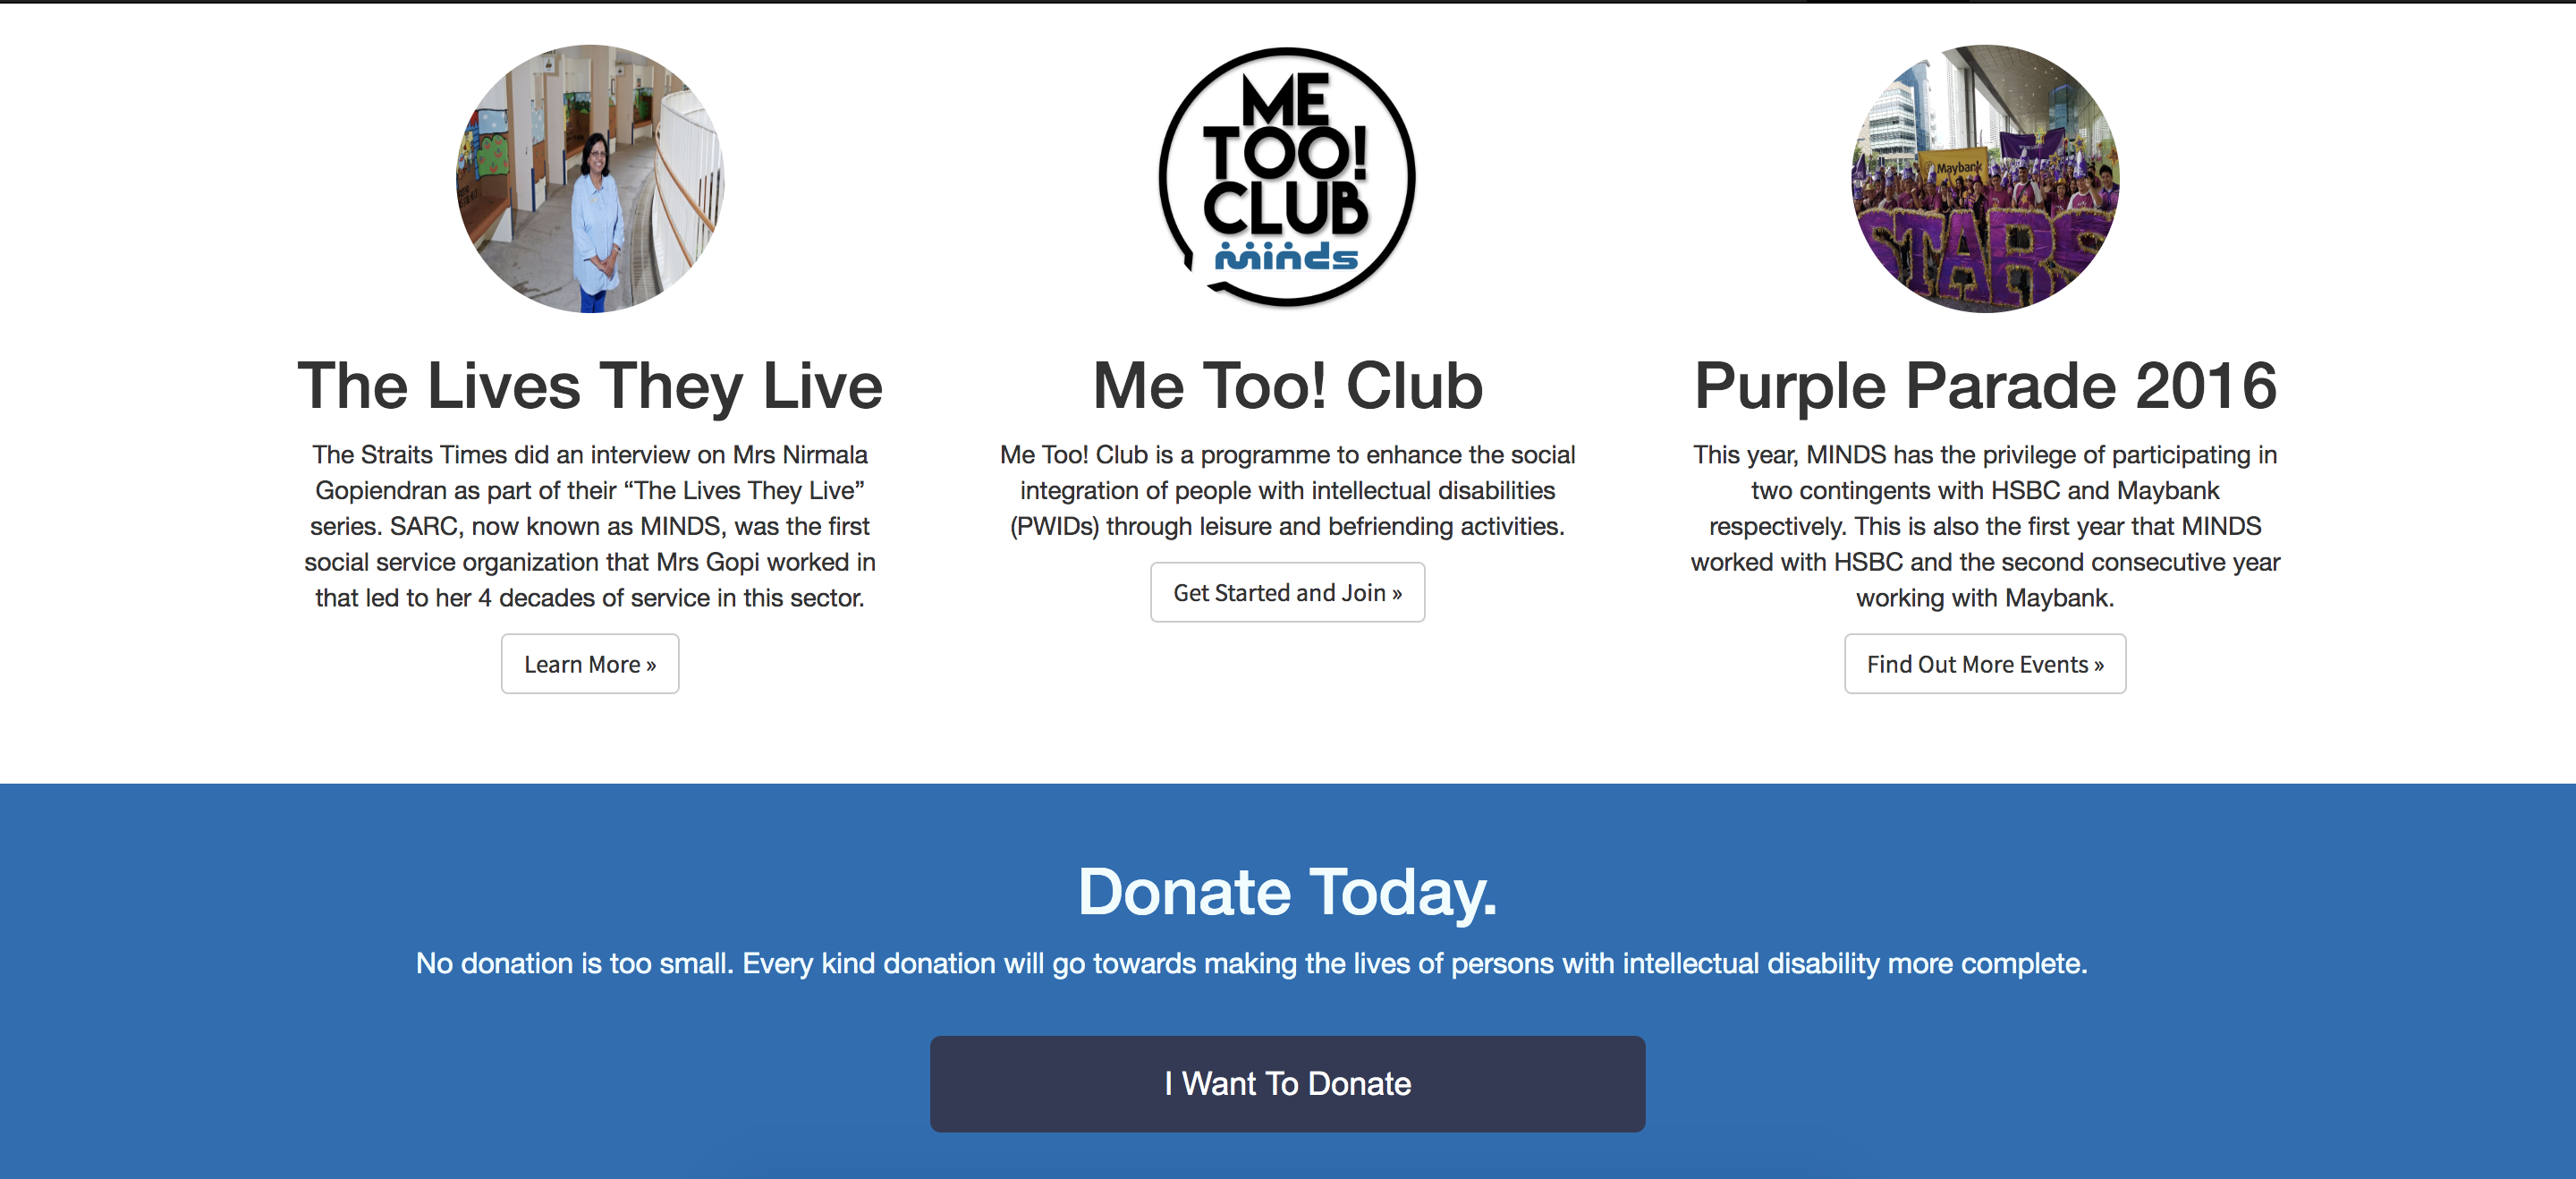 ME
TOO!
CLUB
minds
Maybank
STARS
The Lives They Live
The Straits Times did an interview on Mrs Nirmala
Gopiendran as part of their “The Lives They Live”
series. SARC, now known as MINDS, was the first
social service organization that Mrs Gopi worked in
that led to her 4 decades of service in this sector.
Learn More »
Me Too! Club
Me Too! Club is a programme to enhance the social
integration of people with intellectual disabilities
(PWIDs) through leisure and befriending activities.
Get Started and Join »
Purple Parade 2016
This year, MINDS has the privilege of participating in
two contingents with HSBC and Maybank
respectively. This is also the first year that MINDS
worked with HSBC and the second consecutive year
working with Maybank.
Find Out More Events »
Donate Today.
No donation is too small. Every kind donation will go towards making the lives of persons with intellectual disability more complete.
I Want To Donate